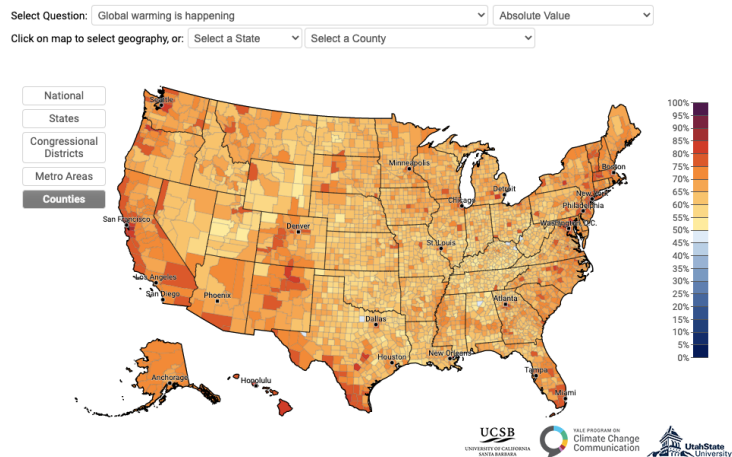 Select Question: Global warming is happening Absolute Value
Click on map to select geography, or: Select a State Select a County
National
States
Congressional
Districts
Metro Areas
Counties
Seattle
Minneapolis
Boston
Detroit
New York
Chicago
Philadelphia
San Francisco
Denver
Washington, D.C.
St. Louis
Los Angeles
San Diego
Phoenix
Atlanta
Dallas
Houston
New Orleans
Tampa
Anchorage
Honolulu
Miami
100%
95%
90%
85%
80%
75%
70%
65%
60%
55%
50%
45%
40%
35%
30%
25%
20%
15%
10%
5%
0%
UCSB
UNIVERSITY OF CALIFORNIA
SANTA BARBARA
YALE PROGRAM ON
Climate Change
Communication
UtahState
University